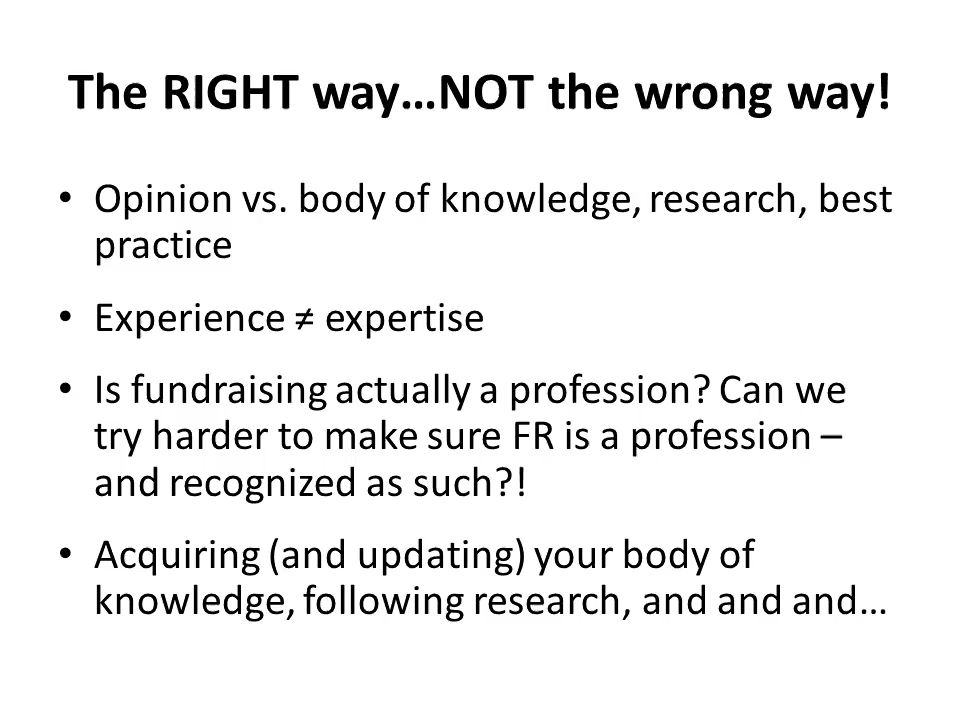 The RIGHT way…NOT the wrong way!
• Opinion vs. body of knowledge, research, best
practice
• Experience ≠ expertise
• Is fundraising actually a profession? Can we
try harder to make sure FR is a profession –
and recognized as such?!
• Acquiring (and updating) your body of
knowledge, following research, and and and…